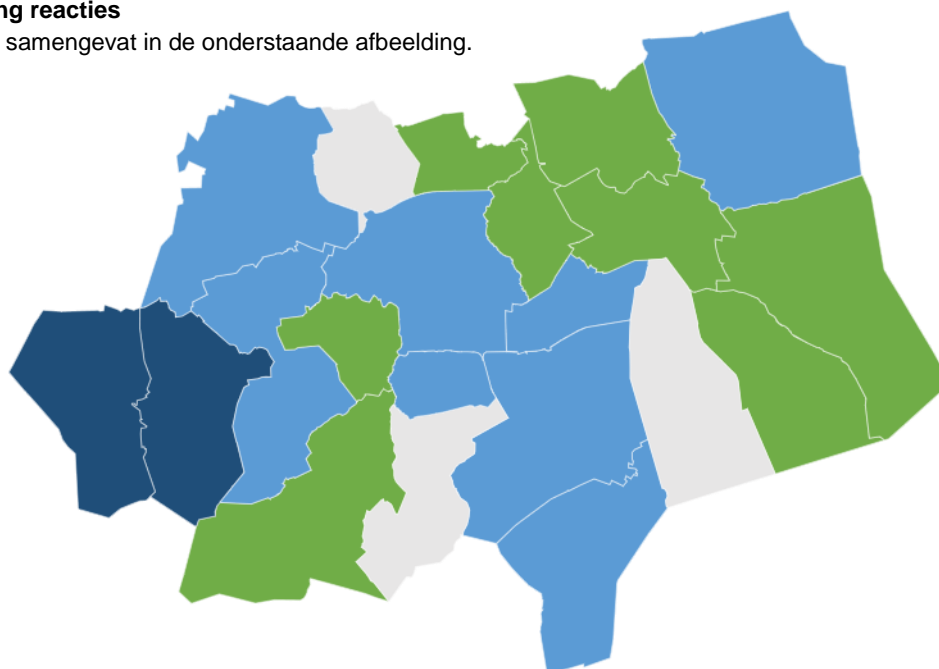 ng reacties
samengevat in de onderstaande afbeelding.